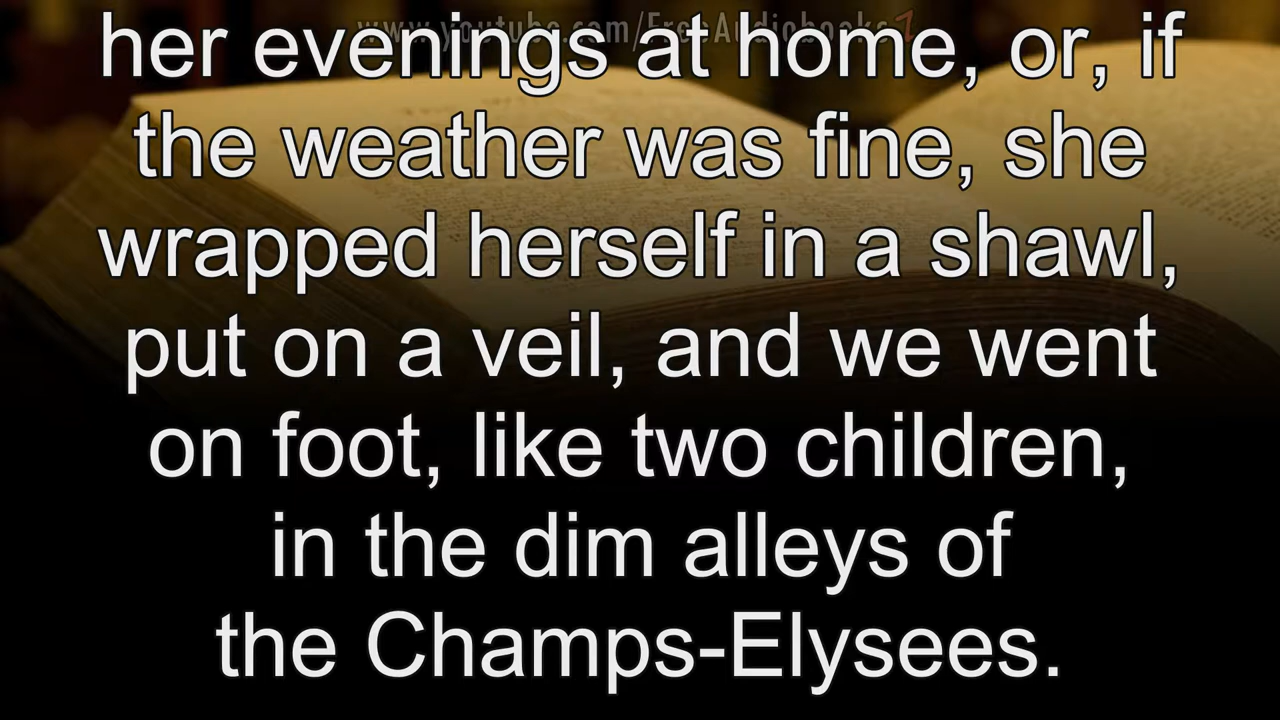 www.youtube.com/FreeAudiobooks
her evenings at home, or, if
the weather was fine, she
wrapped herself in a shawl,
put on a veil, and we went
on foot, like two children,
in the dim alleys of
the Champs-Elysees.